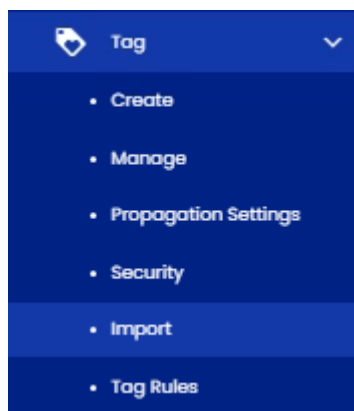 Tag
Create
Manage
Propagation Settings
Security
Import
Tag Rules